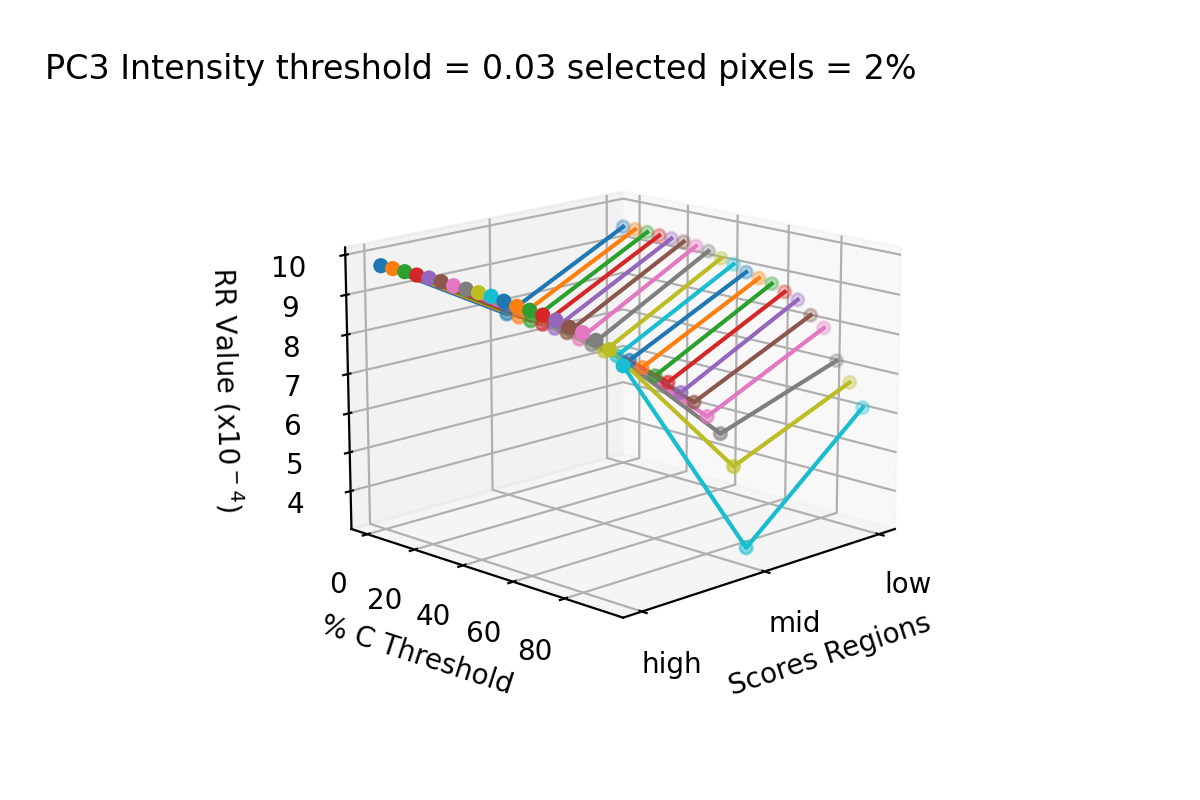 PC3 Intensity threshold = 0.03 selected pixels = 2%
10
9
8
7
6
5
4
RR Value (x10⁻⁴)
0
20
40
60
80
% C Threshold
high
mid
low
Scores Regions